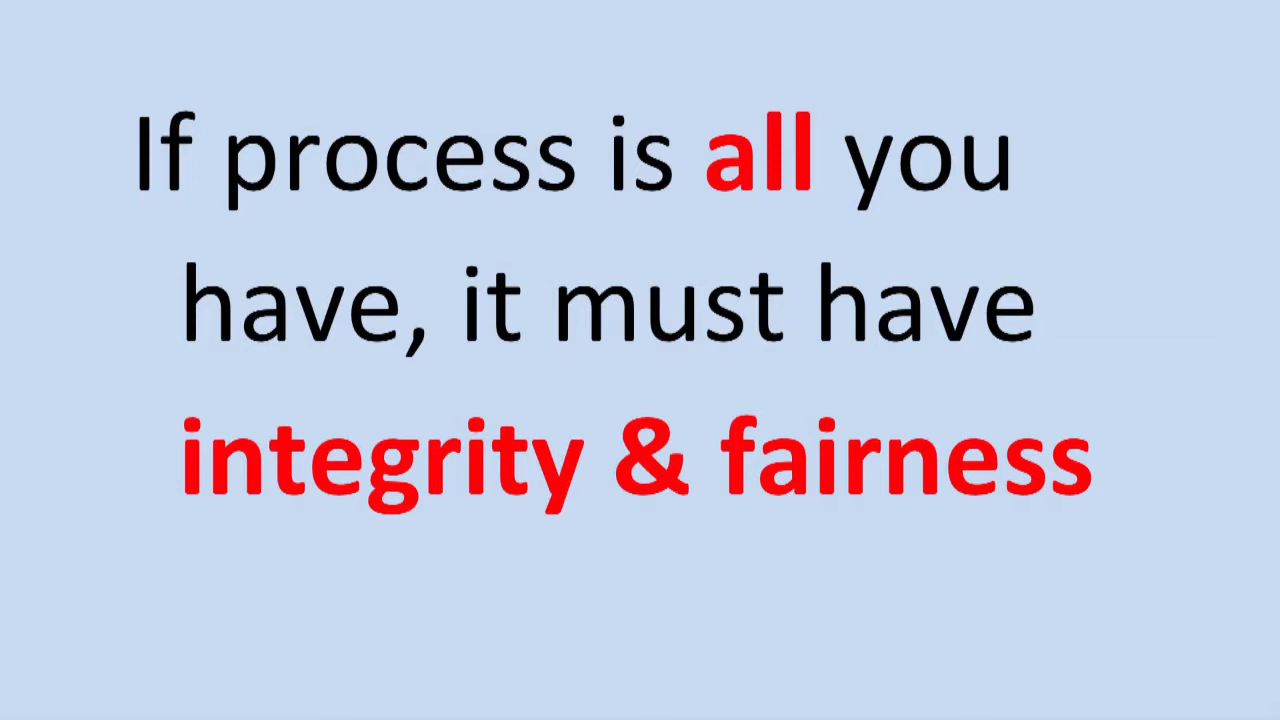 If process is all you
have, it must have
integrity & fairness